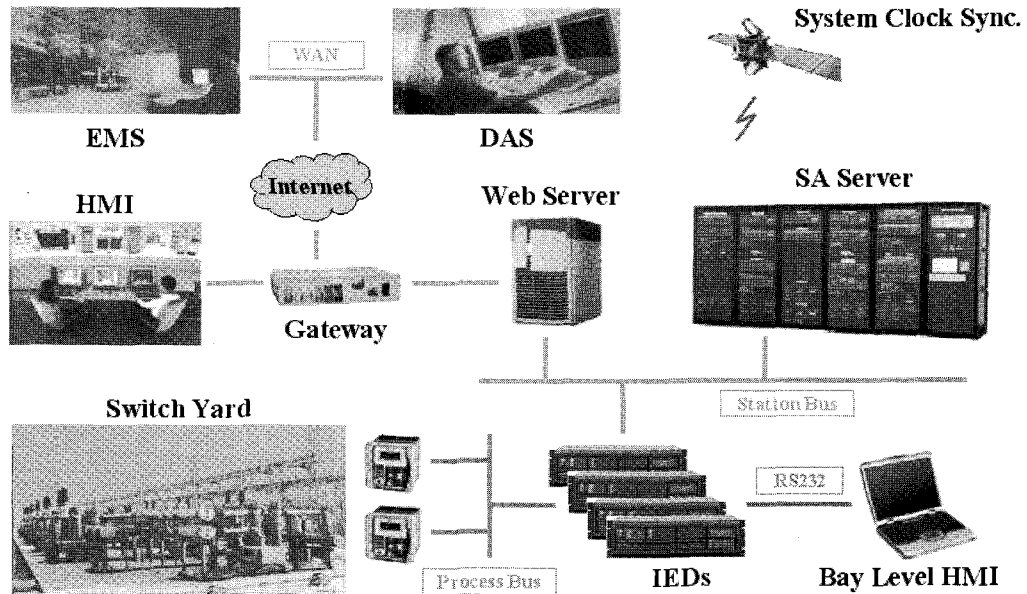 System Clock Sync.
WAN
EMS
DAS
Internet
HMI
Web Server
SA Server
Gateway
Station Bus
Switch Yard
RS232
Process Bus
IEDs
Bay Level HMI